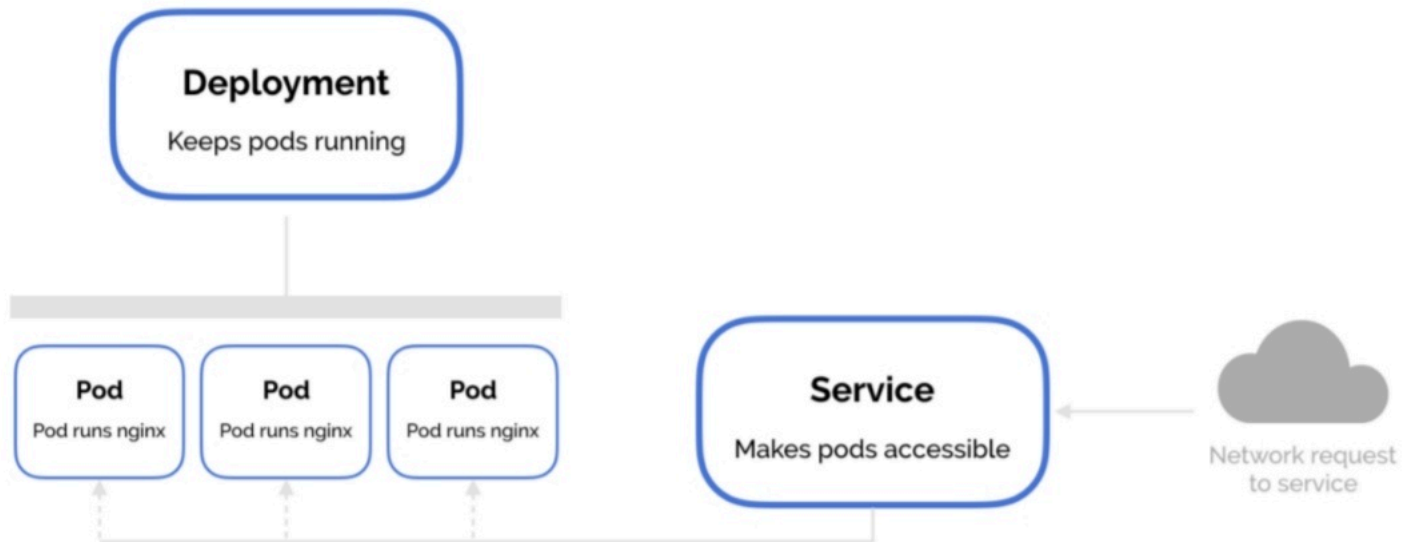 Deployment
Keeps pods running
Pod
Pod runs nginx
Pod
Pod runs nginx
Pod
Pod runs nginx
Service
Makes pods accessible
Network request
to service